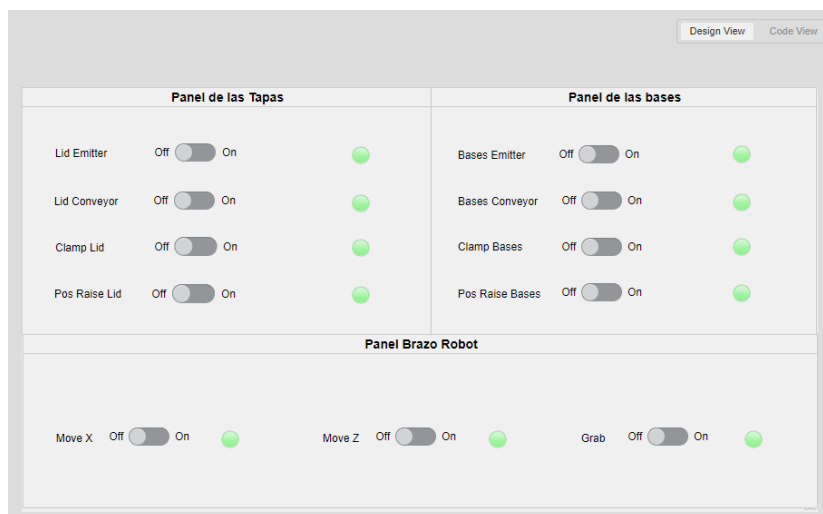 Design View Code View
Panel de las Tapas
Panel de las bases
Lid Emitter Off On
Bases Emitter Off On
Lid Conveyor Off On
Bases Conveyor Off On
Clamp Lid Off On
Clamp Bases Off On
Pos Raise Lid Off On
Pos Raise Bases Off On
Panel Brazo Robot
Move X Off On
Move Z Off On
Grab Off On